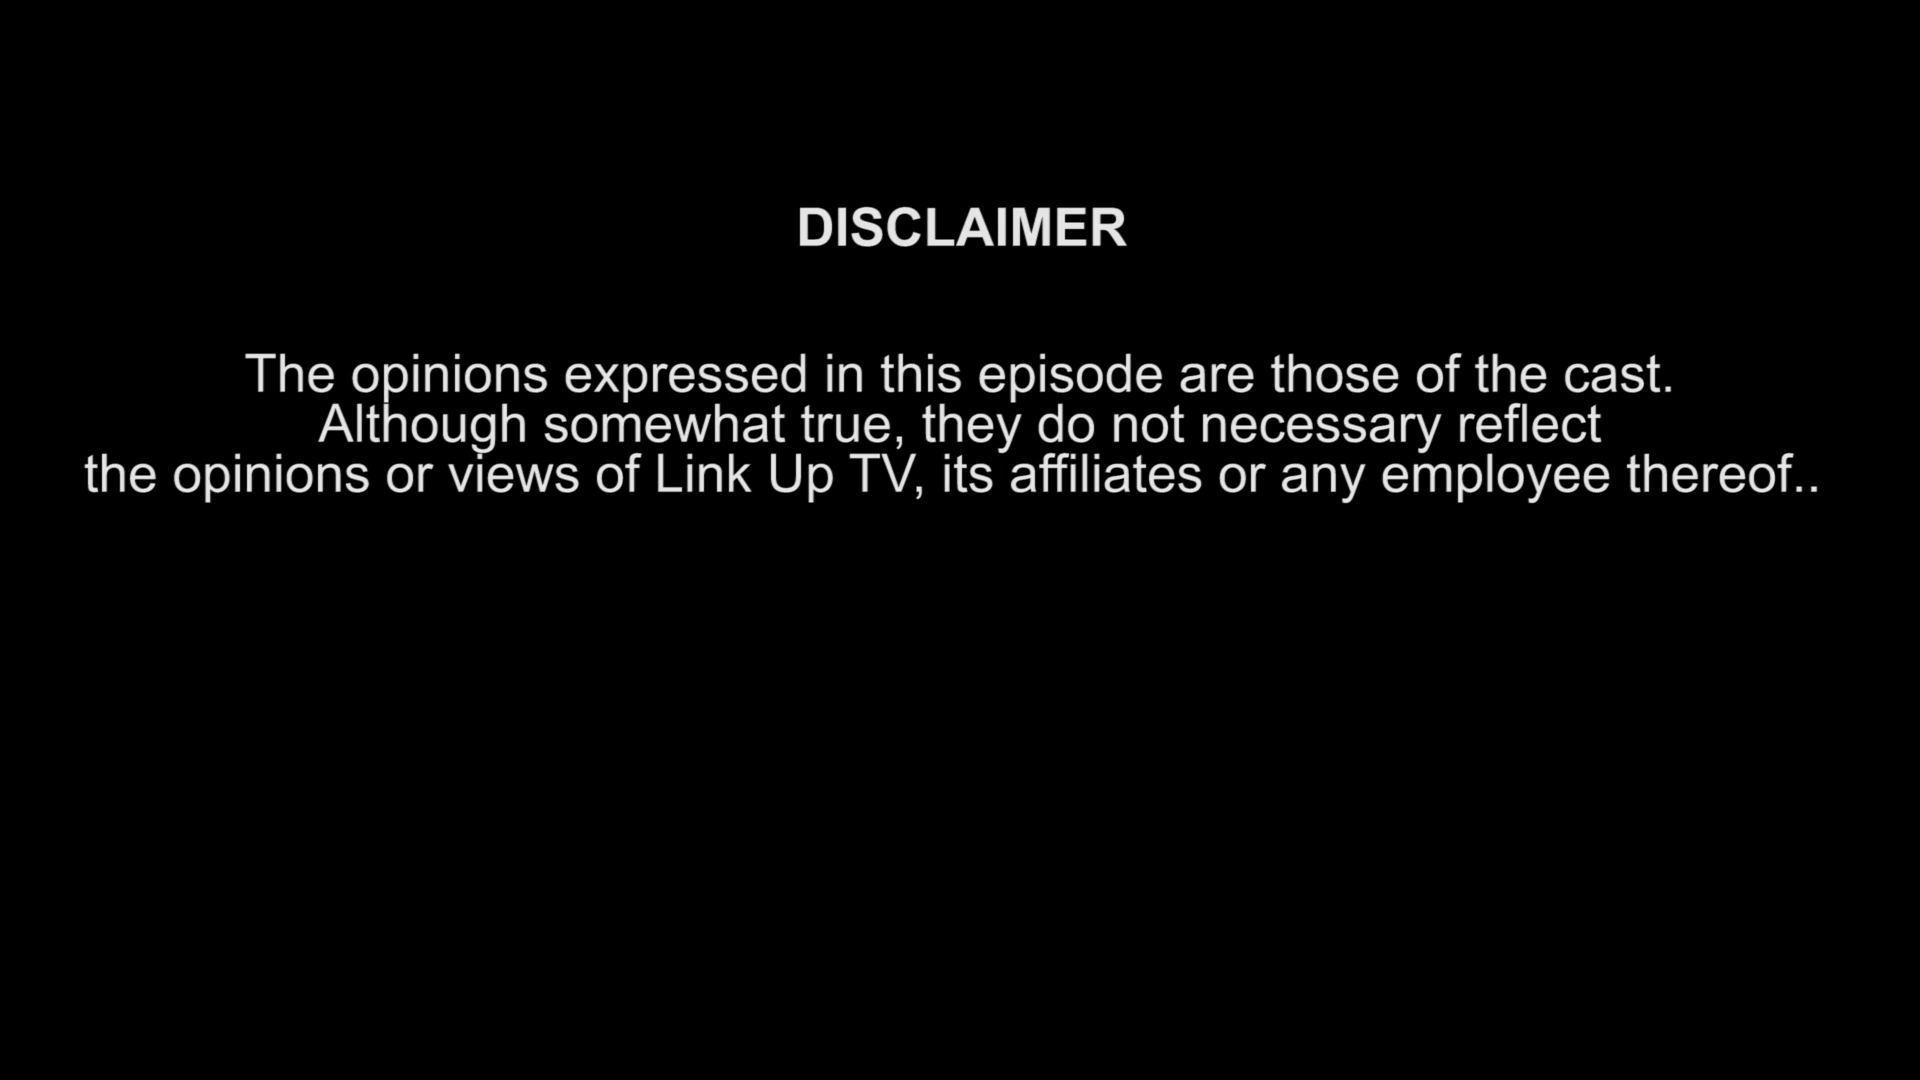 DISCLAIMER
The opinions expressed in this episode are those of the cast.
Although somewhat true, they do not necessary reflect
the opinions or views of Link Up TV, its affiliates or any employee thereof..